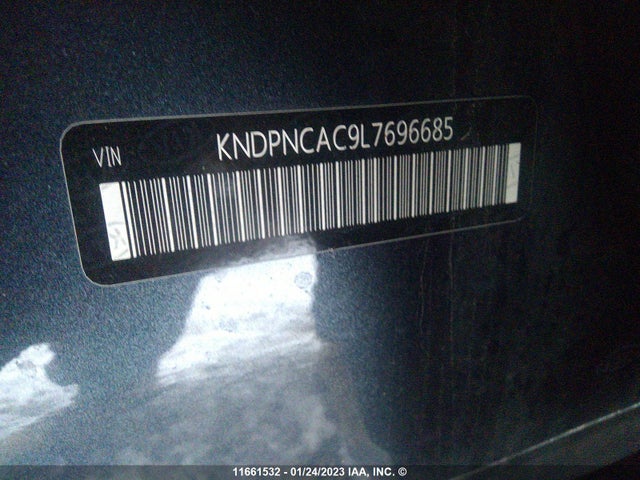 VIN
KNDPNCAC9L7696685
11661532 - 01/24/2023 IAA, INC. ©